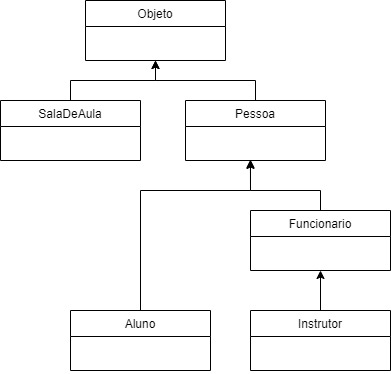 Objeto
SalaDeAula
Pessoa
Funcionario
Aluno
Instrutor